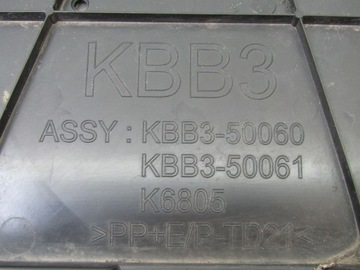 KBB3
ASSY : KBB3-50060
KBB3-50061
K6805
>PP+E/P-TD21<